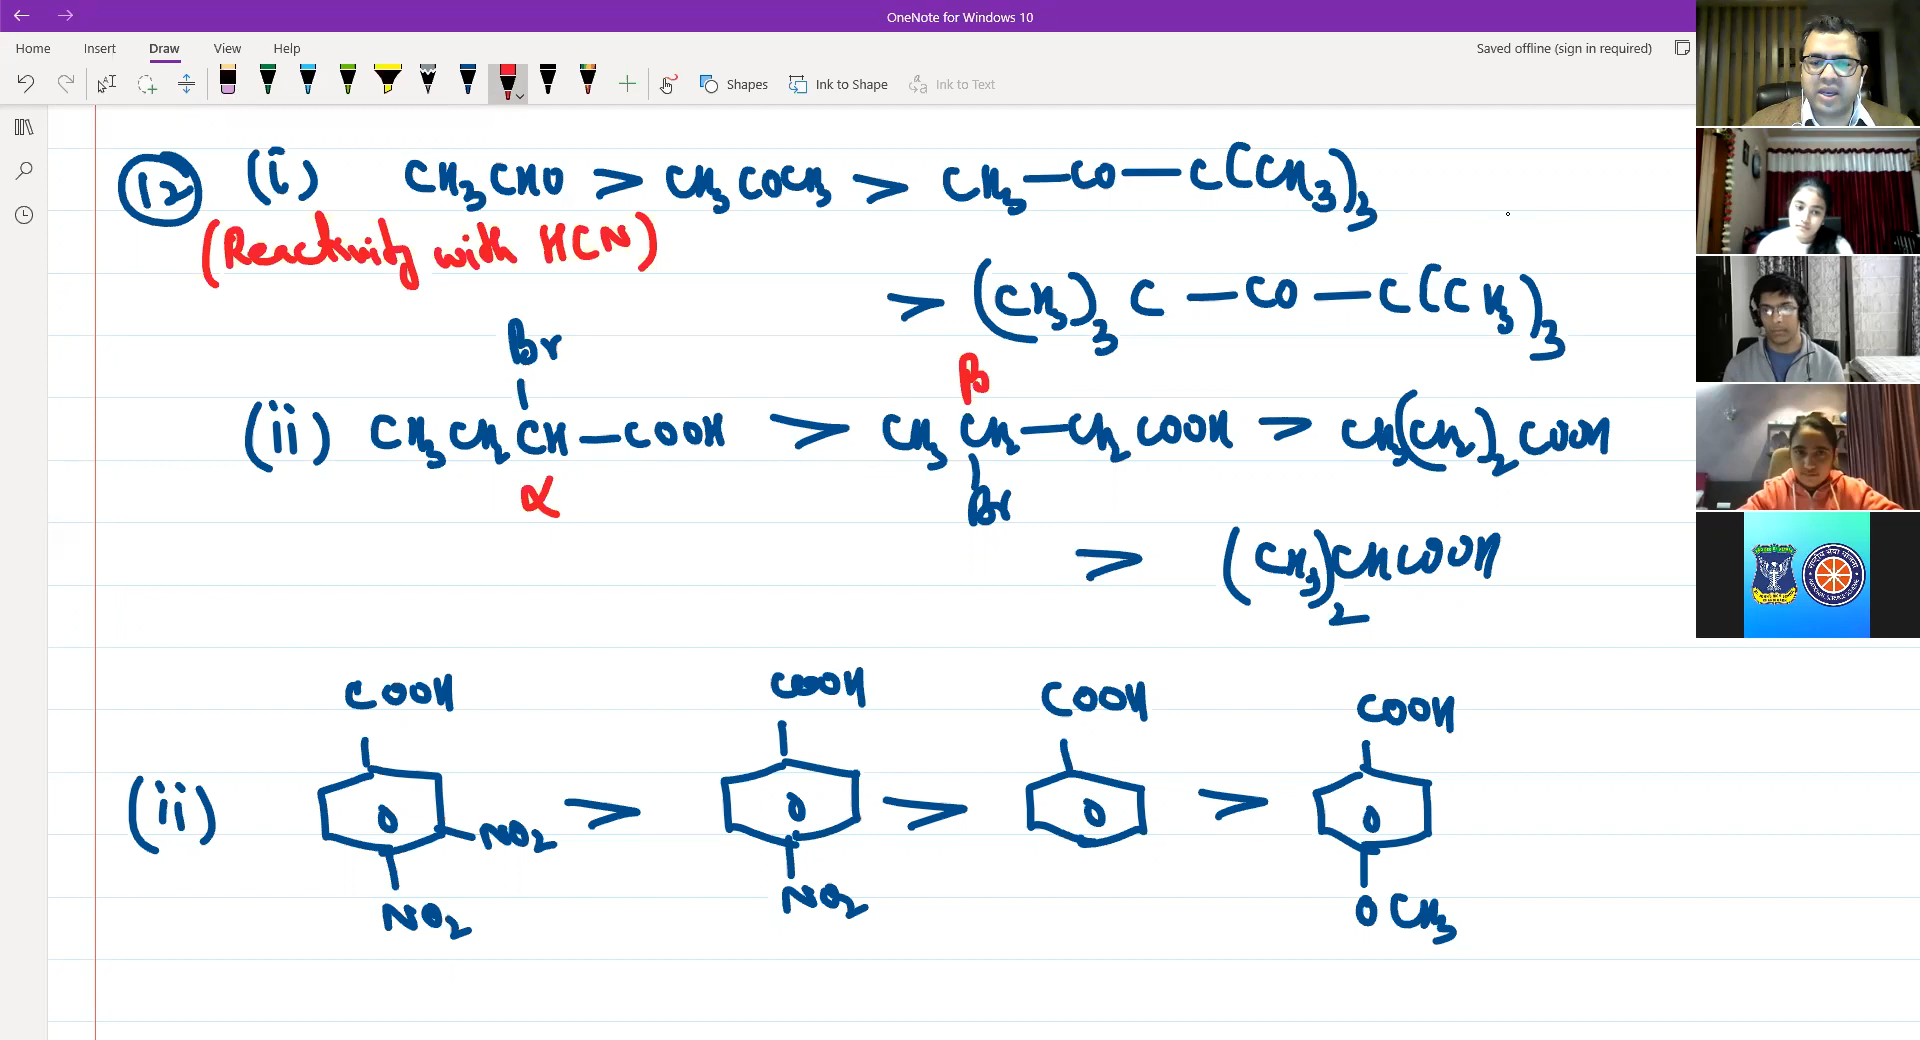 OneNote for Windows 10
Home Insert Draw View Help
Saved offline (sign in required)
Shapes Ink to Shape Ink to Text
12 (i) CH3CHO > CH3COCH3 > CH3—CO—C(CH3)3
(Reactivity with HCN)
> (CH3)3 C —CO—C(CH3)3
Br
β
(ii) CH3CH2CH—COOH > CH3CH—CH2COOH > CH3(CH2)2COOH
α
Br
> (CH3)2CHCOOH
COOH COOH COOH COOH
(ii) > > >
NO2
NO2 NO2 OCH3